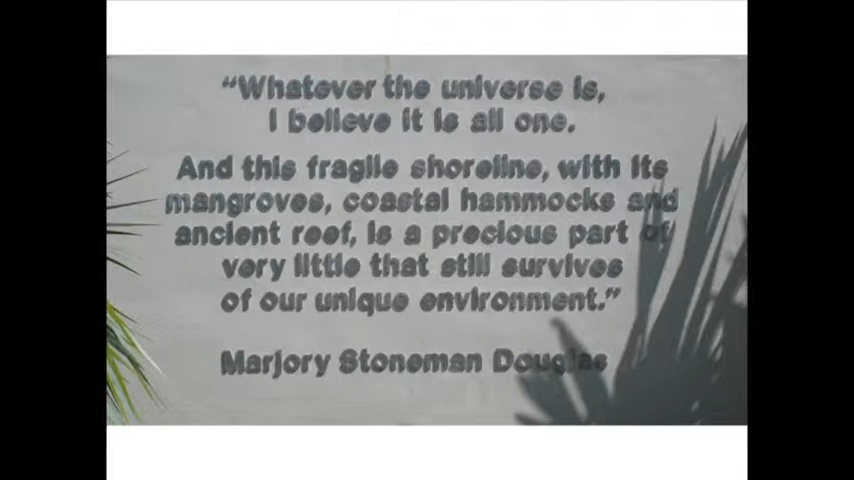 “Whatever the universe is,
I believe it is all one.
And this fragile shoreline, with its
mangroves, coastal hammocks and
ancient reef, is a precious part of
very little that still survives
of our unique environment.”
Marjory Stoneman Douglas